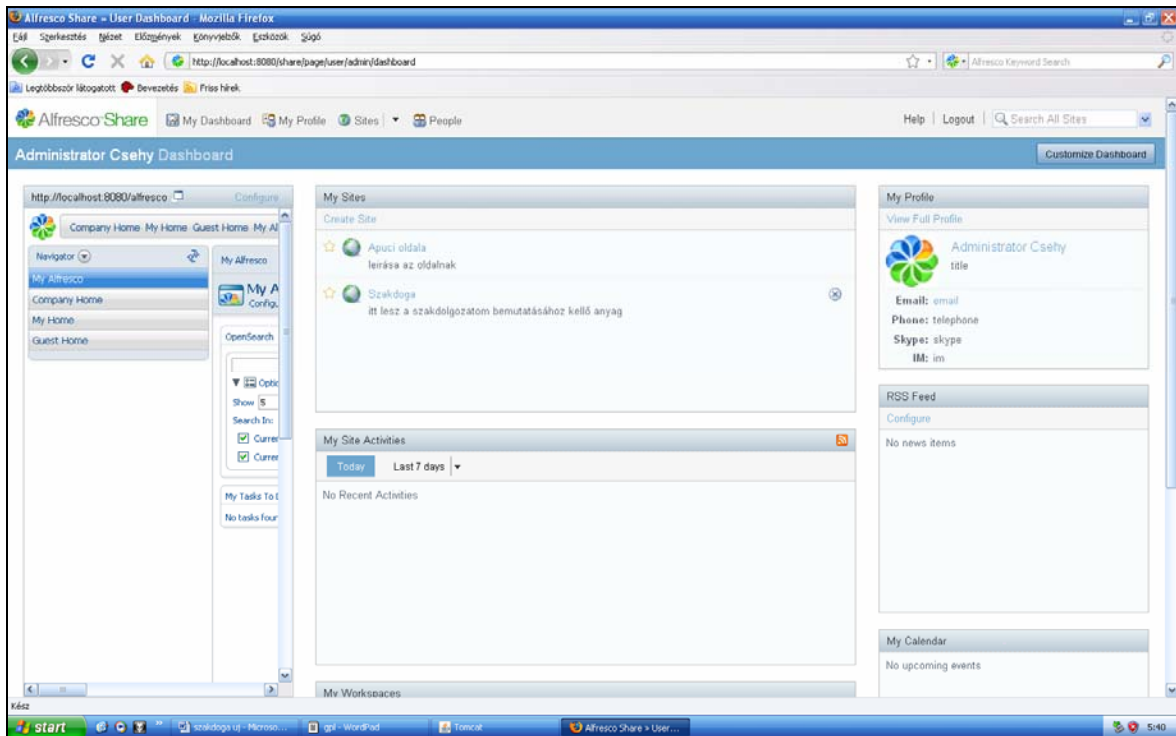 Alfresco Share » User Dashboard - Mozilla Firefox
Fájl Szerkesztés Nézet Előzmények Könyvjelzők Eszközök Súgó
http://localhost:8080/share/page/user/admin/dashboard
Alfresco Keyword Search
Legtöbbször látogatott Bevezetés Friss hírek
Alfresco Share My Dashboard My Profile Sites People Help Logout Search All Sites
Administrator Csehy Dashboard Customize Dashboard
http://localhost:8080/alfresco Configure
Company Home My Home Guest Home My Al
Navigator
My Alfresco
Company Home
My Home
Guest Home
My Alfresco
My A
Configu
OpenSearch
Optio
Show 5
Search In:
Currer
Currer
My Tasks To D
No tasks four
My Sites
Create Site
Apuci oldala
leirása az oldalnak
Szakdoga
itt lesz a szakdolgozatom bemutatásához kellő anyag
My Site Activities
Today Last 7 days
No Recent Activities
My Workspaces
My Profile
View Full Profile
Administrator Csehy
title
Email: email
Phone: telephone
Skype: skype
IM: im
RSS Feed
Configure
No news items
My Calendar
No upcoming events
Kész
start szakdoga uj - Microso... gpl - WordPad Tomcat Alfresco Share » User... 5:40